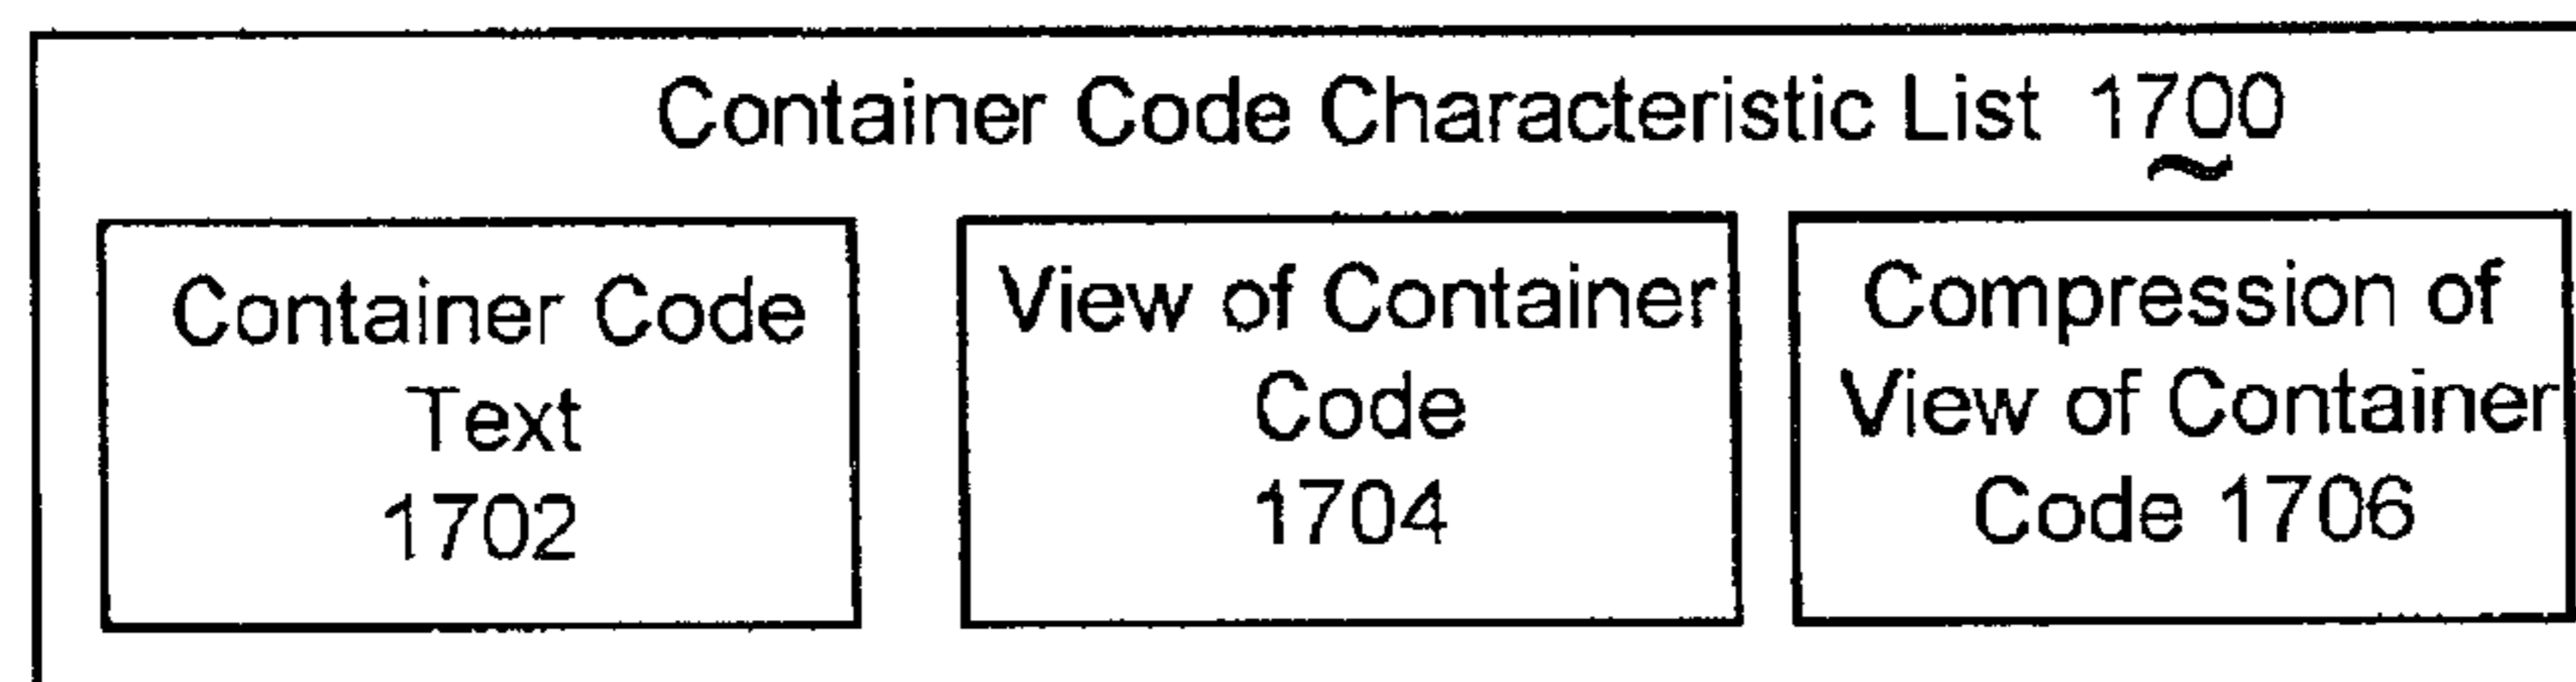 Container Code Characteristic List 1700
Container Code
Text
1702
View of Container
Code
1704
Compression of
View of Container
Code 1706